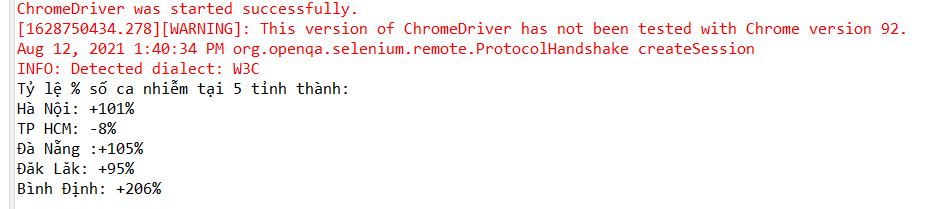 ChromeDriver was started successfully.
[1628750434.278][WARNING]: This version of ChromeDriver has not been tested with Chrome version 92.
Aug 12, 2021 1:40:34 PM org.openqa.selenium.remote.ProtocolHandshake createSession
INFO: Detected dialect: W3C
Tỷ lệ % số ca nhiễm tại 5 tỉnh thành:
Hà Nội: +101%
TP HCM: -8%
Đà Nẵng :+105%
Đăk Lăk: +95%
Bình Định: +206%